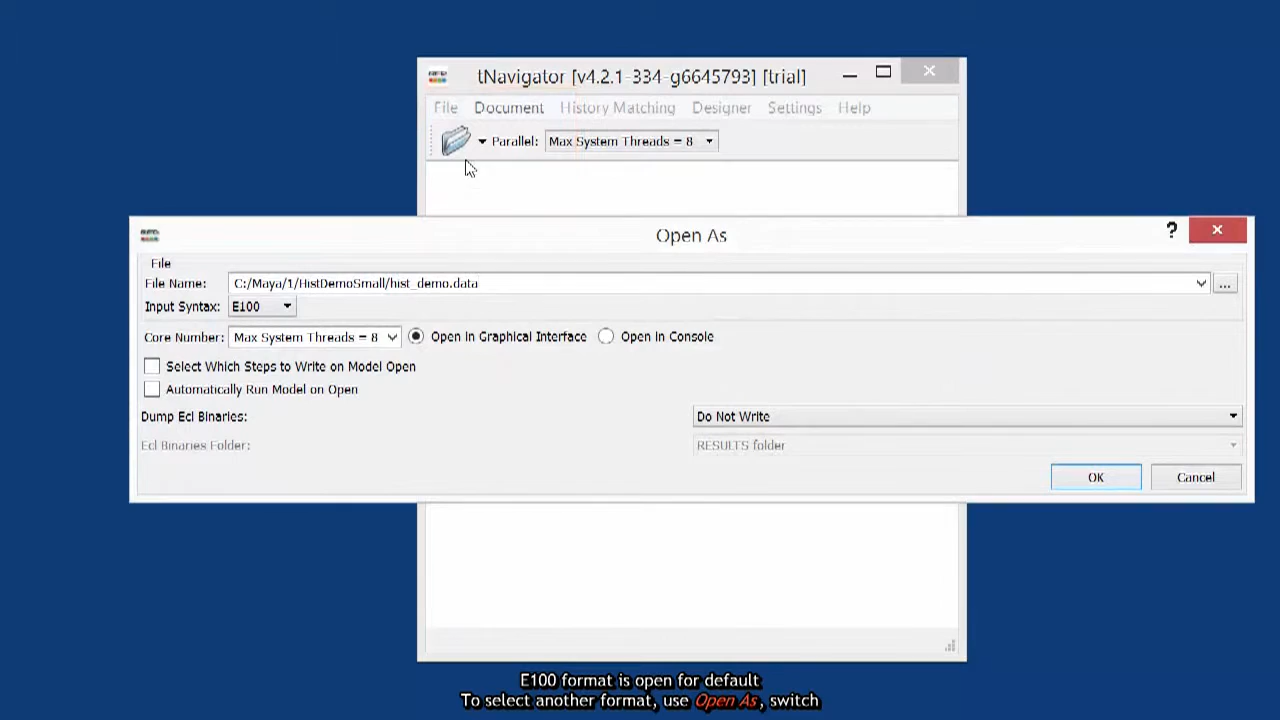 tNavigator [v4.2.1-334-g6645793] [trial]
File Document History Matching Designer Settings Help
Parallel: Max System Threads = 8
Open As
?
File
File Name: C:/Maya/1/HistDemoSmall/hist_demo.data ...
Input Syntax: E100
Core Number: Max System Threads = 8 Open in Graphical Interface Open in Console
Select Which Steps to Write on Model Open
Automatically Run Model on Open
Dump Ecl Binaries: Do Not Write
Ecl Binaries Folder: RESULTS folder
OK Cancel
E100 format is open for default
To select another format, use Open As, switch